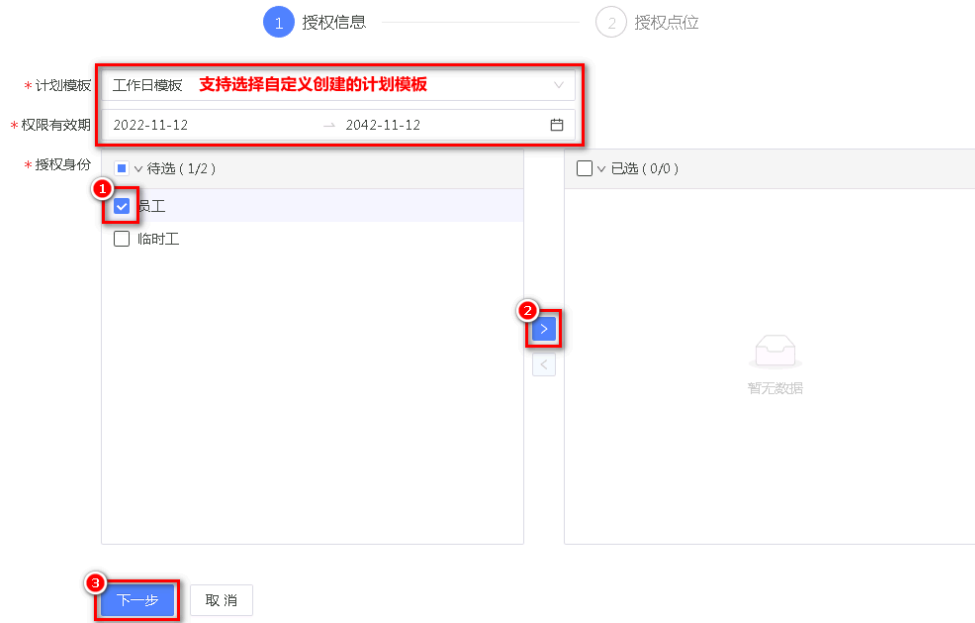 1 授权信息 2 授权点位
*计划模板 工作日模板 支持选择自定义创建的计划模板
*权限有效期 2022-11-12 → 2042-11-12
*授权身份 待选(1/2) 已选(0/0)
1
员工
临时工
2
>
<
暂无数据
3
下一步 取消